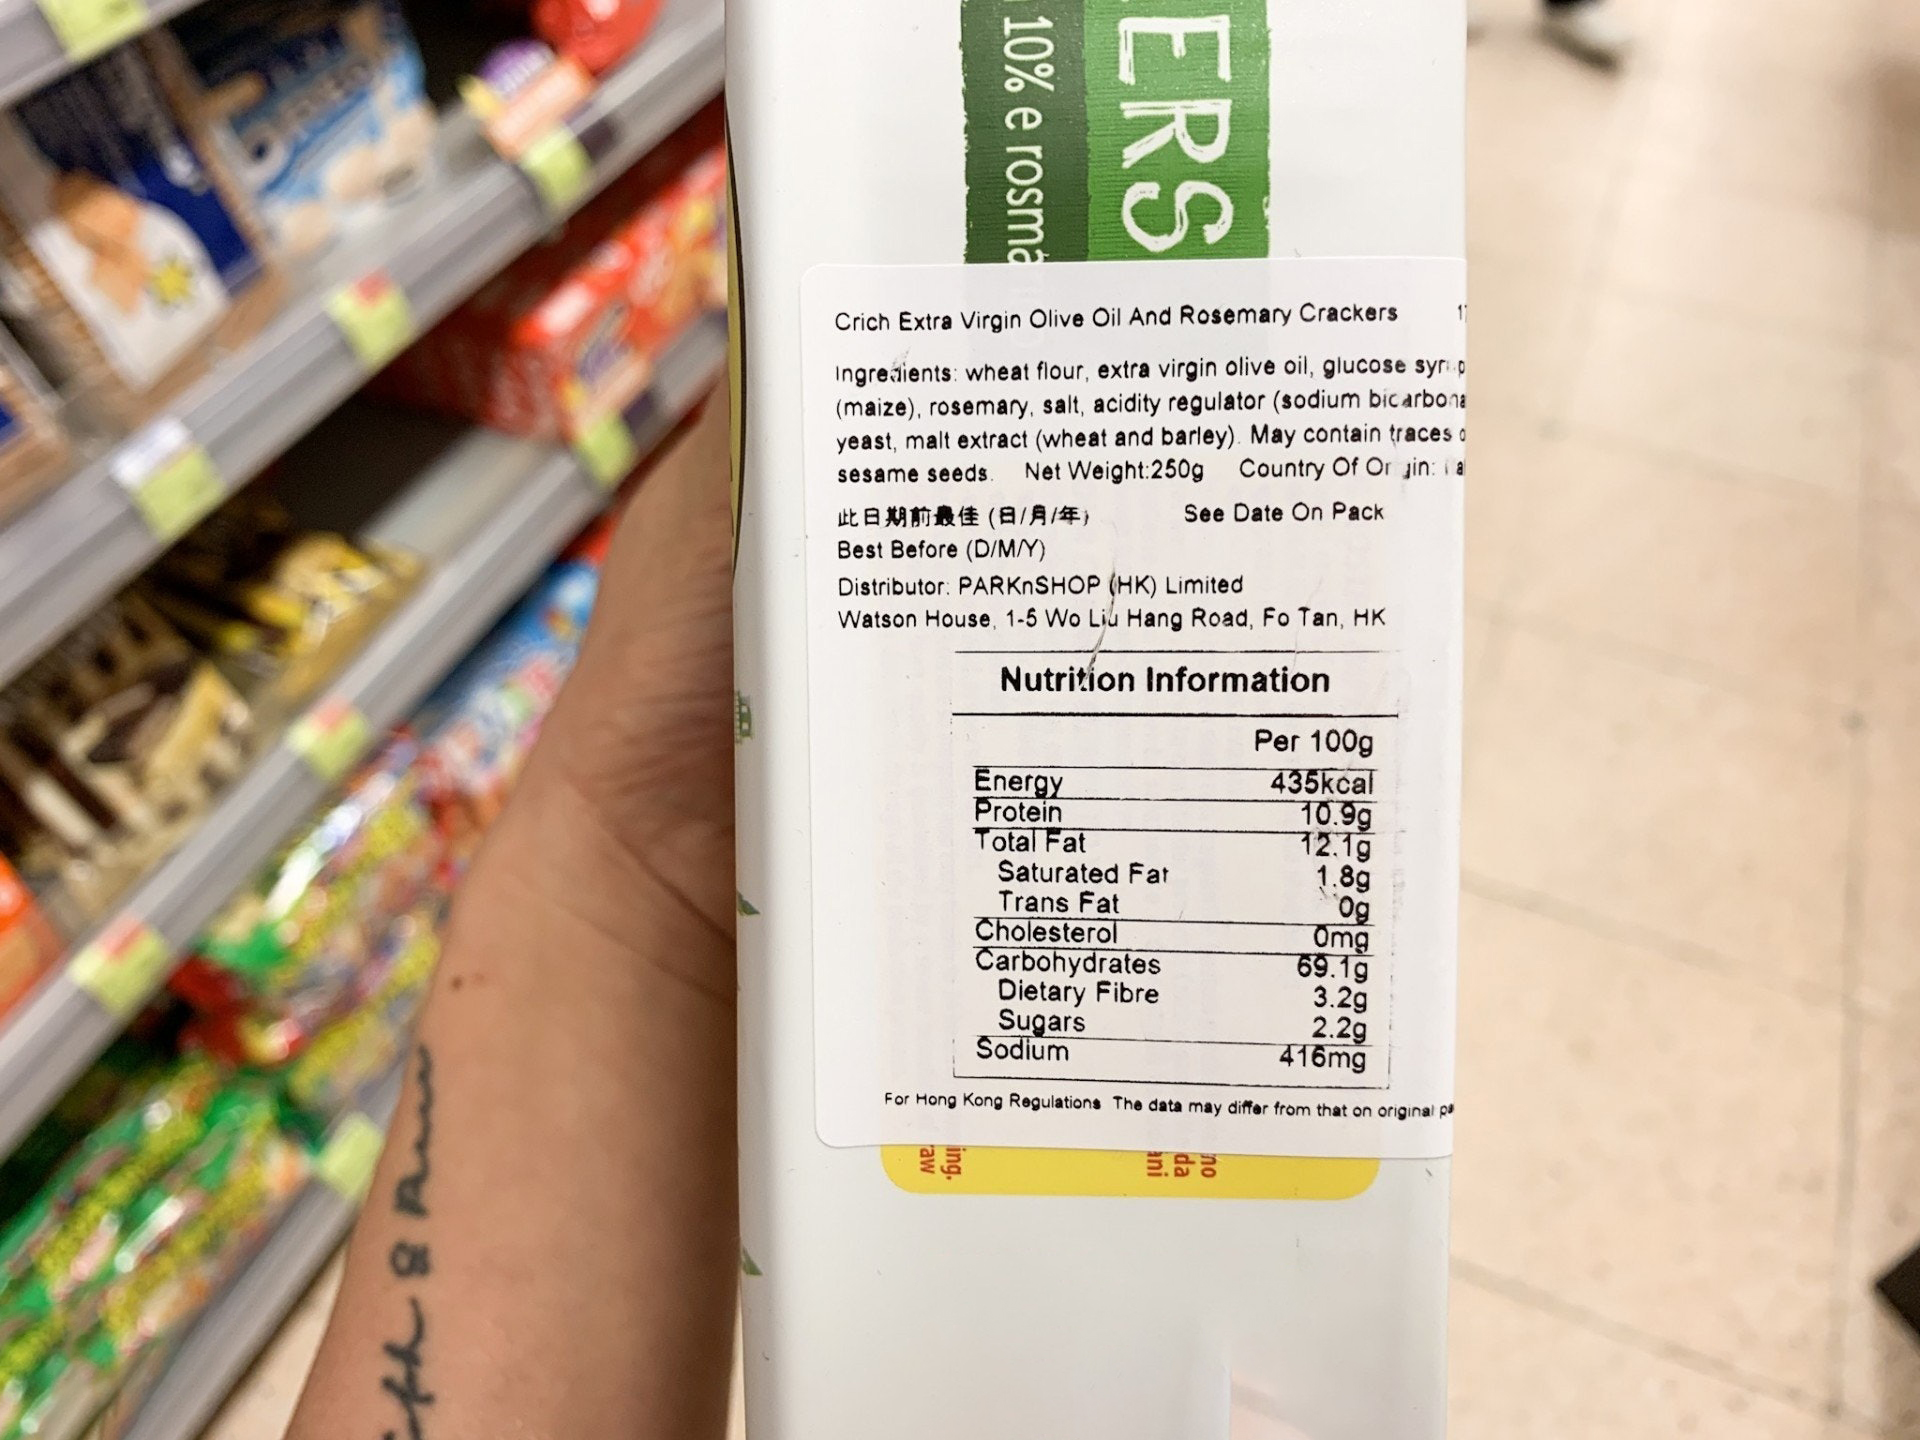 ERS
10% e rosma
Crich Extra Virgin Olive Oil And Rosemary Crackers
Ingredients: wheat flour, extra virgin olive oil, glucose syrup
(maize), rosemary, salt, acidity regulator (sodium bicarbona
yeast, malt extract (wheat and barley). May contain traces
sesame seeds. Net Weight:250g Country Of Origin:
此日期前最佳 (日/月/年) See Date On Pack
Best Before (D/M/Y)
Distributor: PARKnSHOP (HK) Limited
Watson House, 1-5 Wo Liu Hang Road, Fo Tan, HK
Nutrition Information
Per 100g
Energy 435kcal
Protein 10.9g
Total Fat 12.1g
Saturated Fat 1.8g
Trans Fat 0g
Cholesterol 0mg
Carbohydrates 69.1g
Dietary Fibre 3.2g
Sugars 2.2g
Sodium 416mg
For Hong Kong Regulations The data may differ from that on original
no
da
ani
ing,
raw